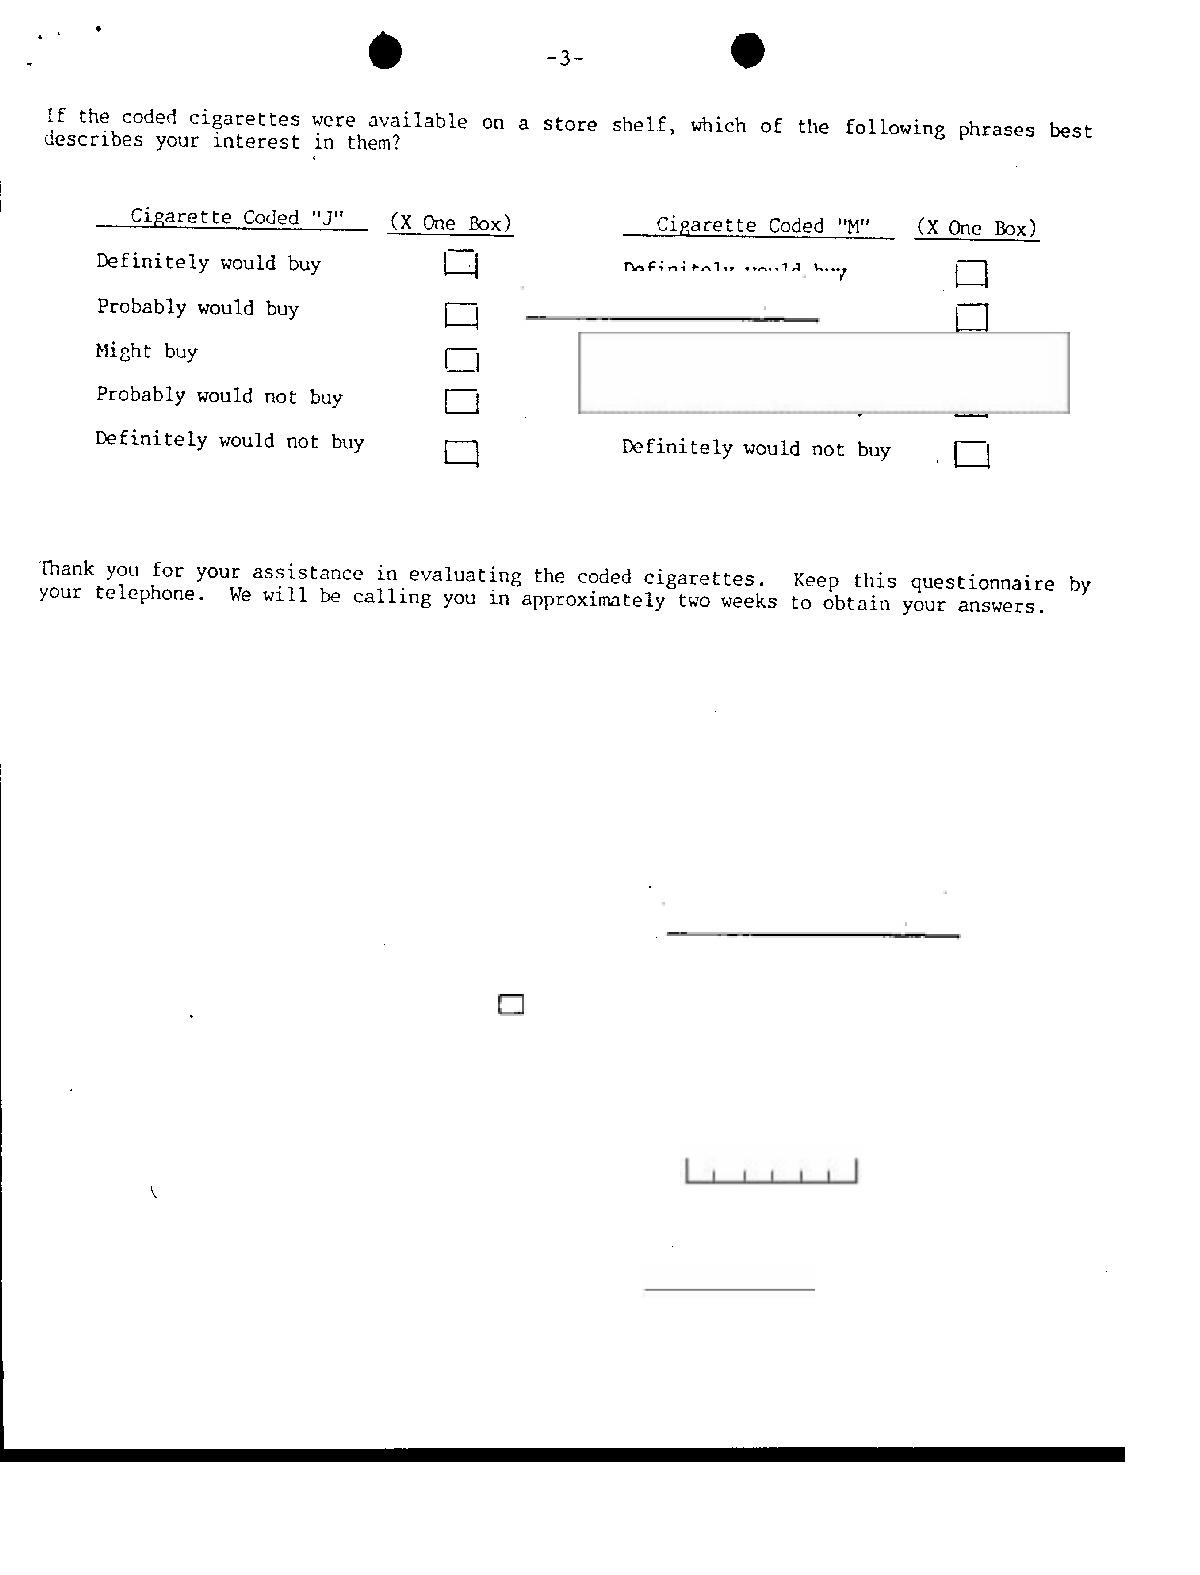 -3-
If the coded cigarettes were available on a store shelf, which of the following phrases best
describes your interest in them?
Cigarette Coded "J" (X One Box) Cigarette Coded "M" (X One Box)
Definitely would buy Definitely would buy
Probably would buy
Might buy
Probably would not buy
Definitely would not buy Definitely would not buy
Thank you for your assistance in evaluating the coded cigarettes. Keep this questionnaire by
your telephone. We will be calling you in approximately two weeks to obtain your answers.